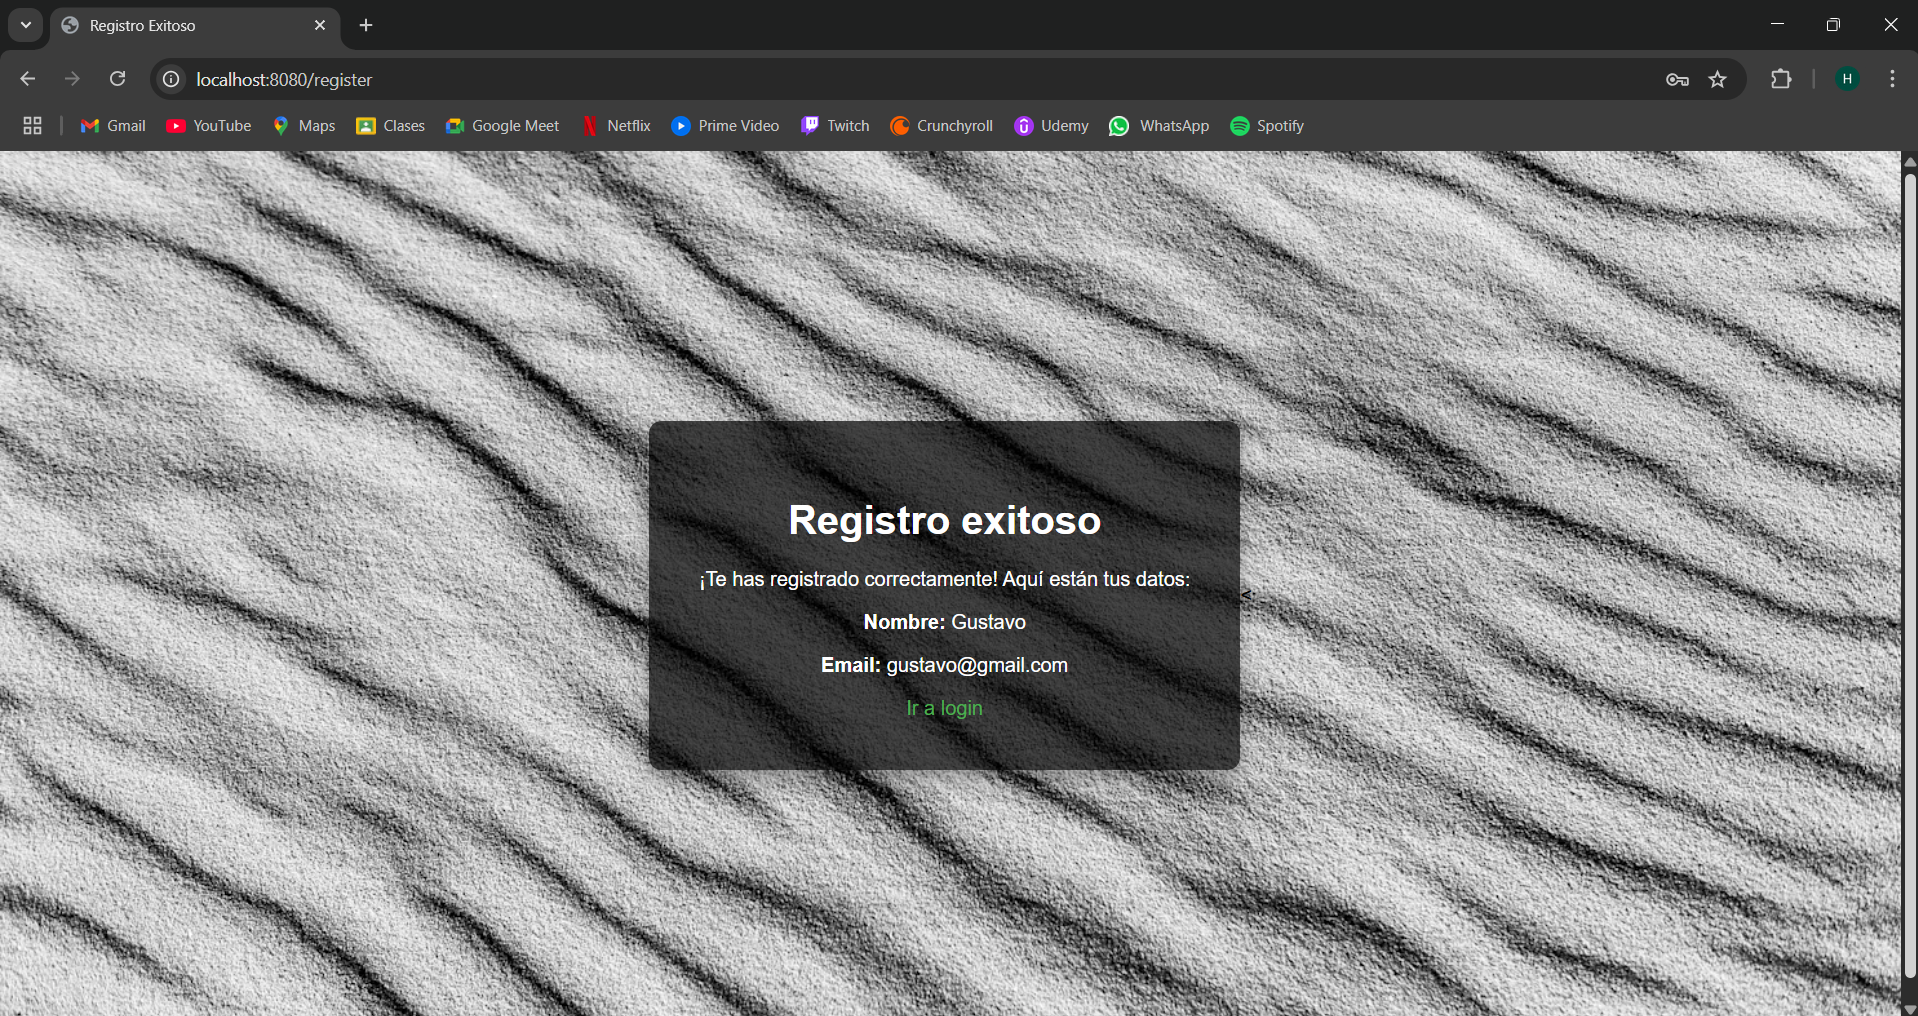 Registro Exitoso
localhost:8080/register
H
Gmail YouTube Maps Clases Google Meet Netflix Prime Video Twitch Crunchyroll Udemy WhatsApp Spotify
Registro exitoso
¡Te has registrado correctamente! Aquí están tus datos:
<
Nombre: Gustavo
Email: gustavo@gmail.com
Ir a login